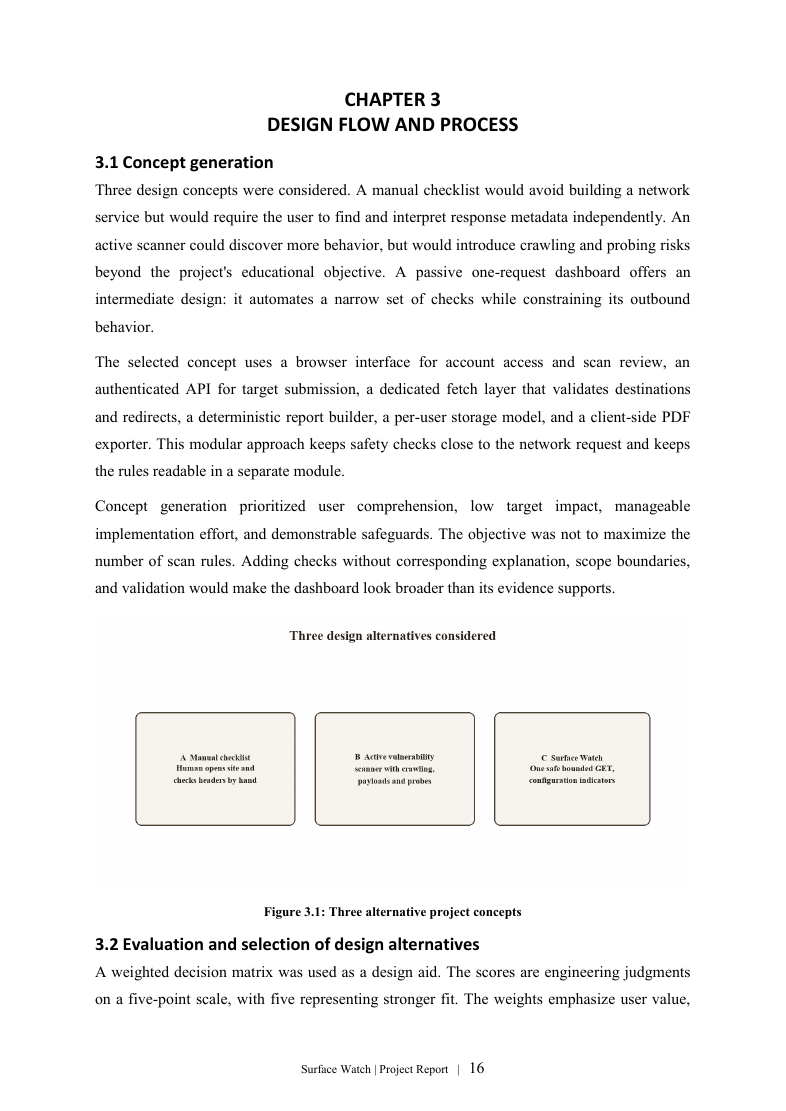 CHAPTER 3
DESIGN FLOW AND PROCESS
3.1 Concept generation
Three design concepts were considered. A manual checklist would avoid building a network
service but would require the user to find and interpret response metadata independently. An
active scanner could discover more behavior, but would introduce crawling and probing risks
beyond the project's educational objective. A passive one-request dashboard offers an
intermediate design: it automates a narrow set of checks while constraining its outbound
behavior.
The selected concept uses a browser interface for account access and scan review, an
authenticated API for target submission, a dedicated fetch layer that validates destinations
and redirects, a deterministic report builder, a per-user storage model, and a client-side PDF
exporter. This modular approach keeps safety checks close to the network request and keeps
the rules readable in a separate module.
Concept generation prioritized user comprehension, low target impact, manageable
implementation effort, and demonstrable safeguards. The objective was not to maximize the
number of scan rules. Adding checks without corresponding explanation, scope boundaries,
and validation would make the dashboard look broader than its evidence supports.
Three design alternatives considered
A Manual checklist
Human opens site and
checks headers by hand
B Active vulnerability
scanner with crawling,
payloads and probes
C Surface Watch
One safe bounded GET,
configuration indicators
Figure 3.1: Three alternative project concepts
3.2 Evaluation and selection of design alternatives
A weighted decision matrix was used as a design aid. The scores are engineering judgments
on a five-point scale, with five representing stronger fit. The weights emphasize user value,
Surface Watch | Project Report | 16